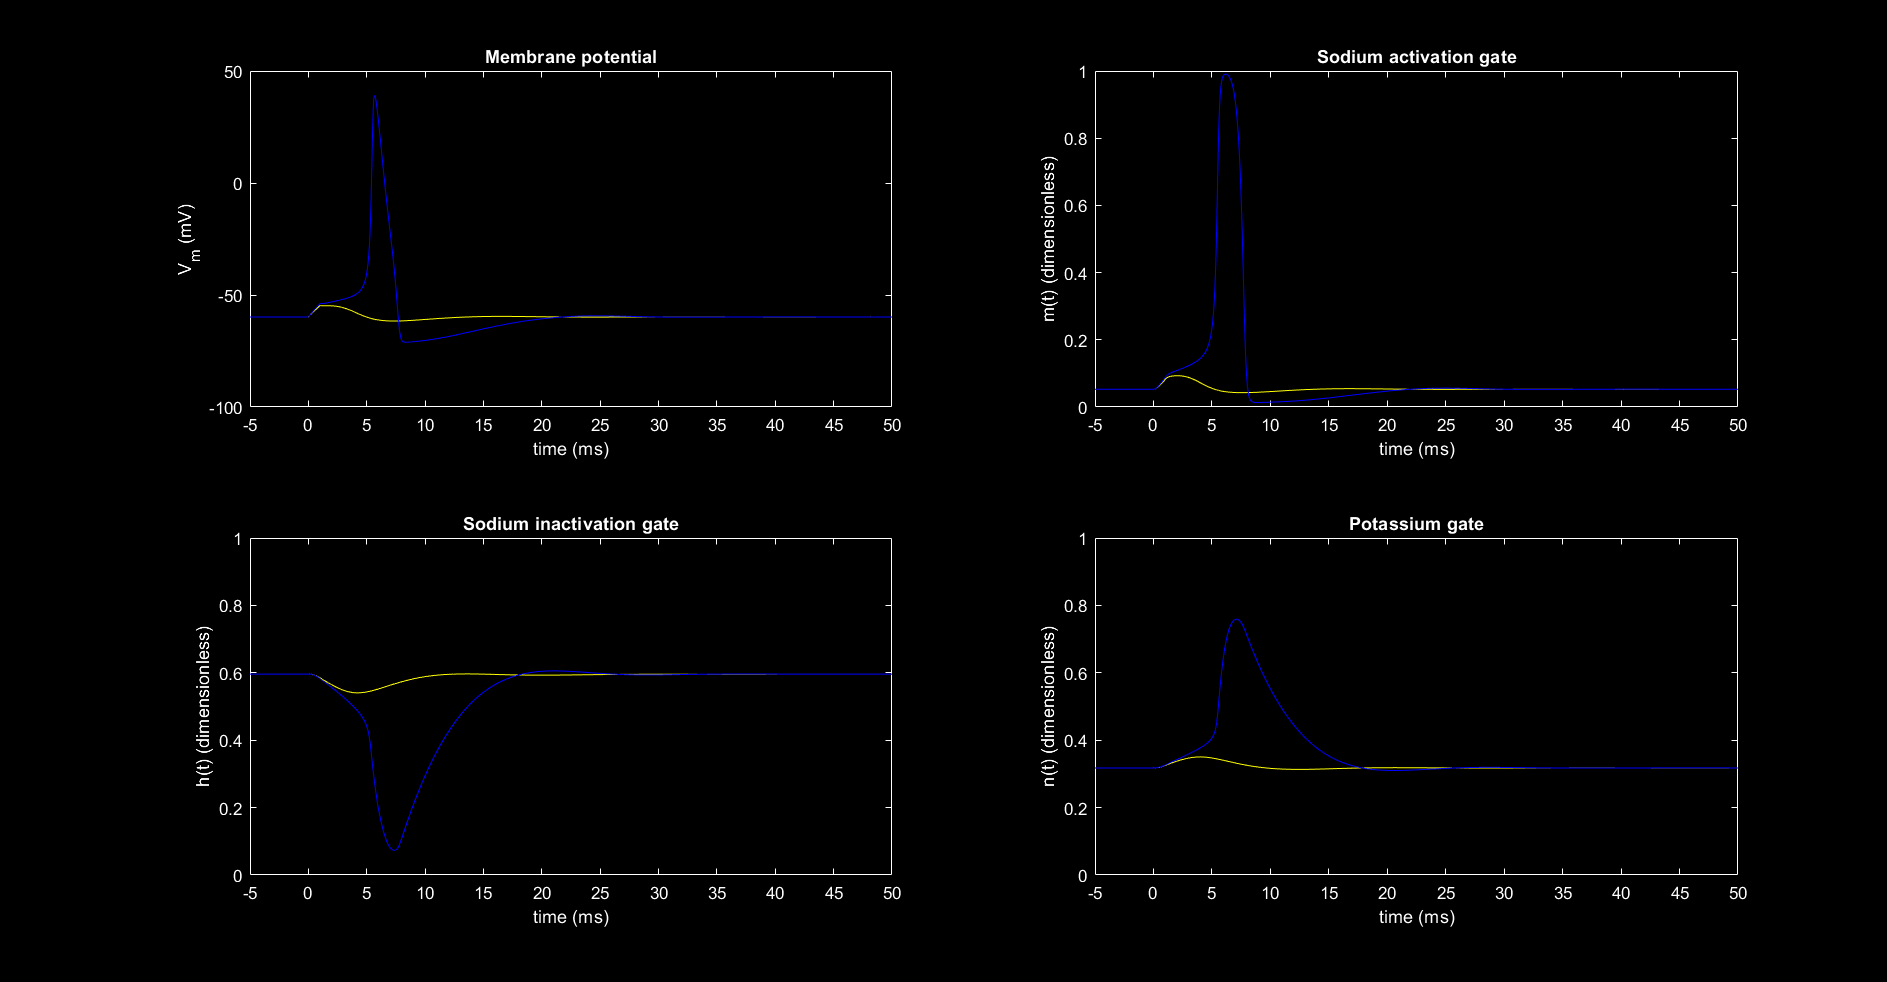 Membrane potential
50
0
-50
-100
V_m (mV)
-5 0 5 10 15 20 25 30 35 40 45 50
time (ms)
Sodium activation gate
1
0.8
0.6
0.4
0.2
0
m(t) (dimensionless)
-5 0 5 10 15 20 25 30 35 40 45 50
time (ms)
Sodium inactivation gate
1
0.8
0.6
0.4
0.2
0
h(t) (dimensionless)
-5 0 5 10 15 20 25 30 35 40 45 50
time (ms)
Potassium gate
1
0.8
0.6
0.4
0.2
0
n(t) (dimensionless)
-5 0 5 10 15 20 25 30 35 40 45 50
time (ms)